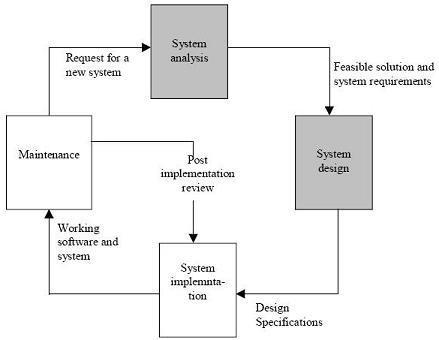 System
analysis
Request for a
new system
Feasible solution and
system requirements
Maintenance
Post
implementation
review
System
design
Working
software and
system
System
implemnta-
tion
Design
Specifications